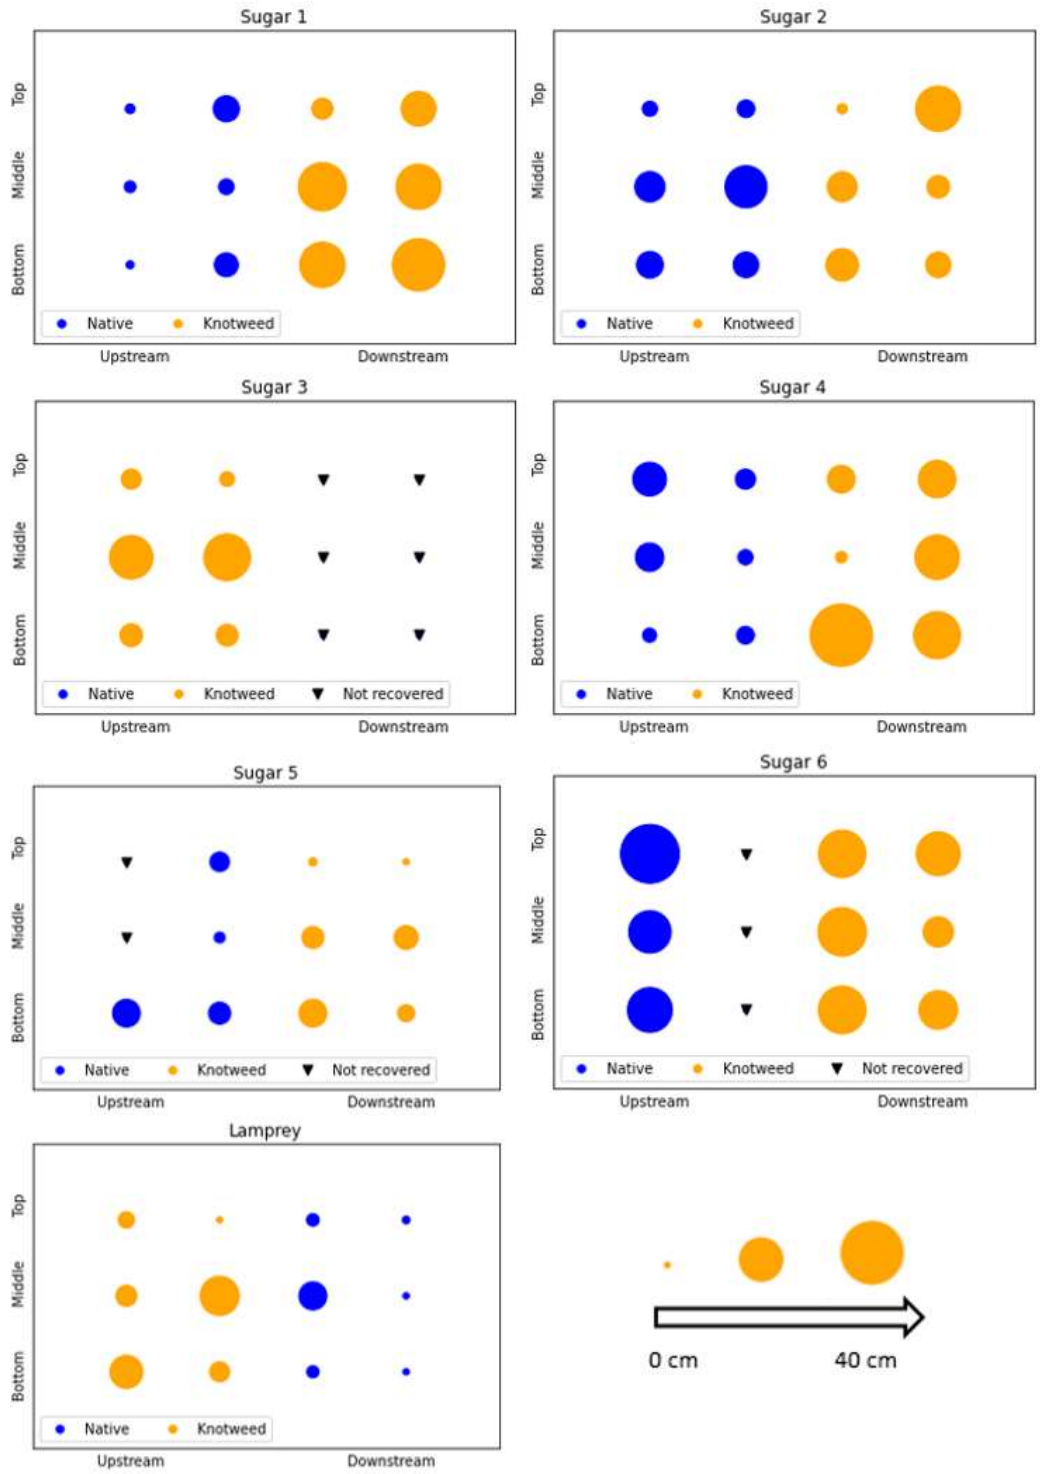 Sugar 1
Top
Middle
Bottom
Native Knotweed
Upstream Downstream
Sugar 2
Top
Middle
Bottom
Native Knotweed
Upstream Downstream
Sugar 3
Top
Middle
Bottom
Native Knotweed Not recovered
Upstream Downstream
Sugar 4
Top
Middle
Bottom
Native Knotweed
Upstream Downstream
Sugar 5
Top
Middle
Bottom
Native Knotweed Not recovered
Upstream Downstream
Sugar 6
Top
Middle
Bottom
Native Knotweed Not recovered
Upstream Downstream
Lamprey
Top
Middle
Bottom
Native Knotweed
Upstream Downstream
0 cm 40 cm